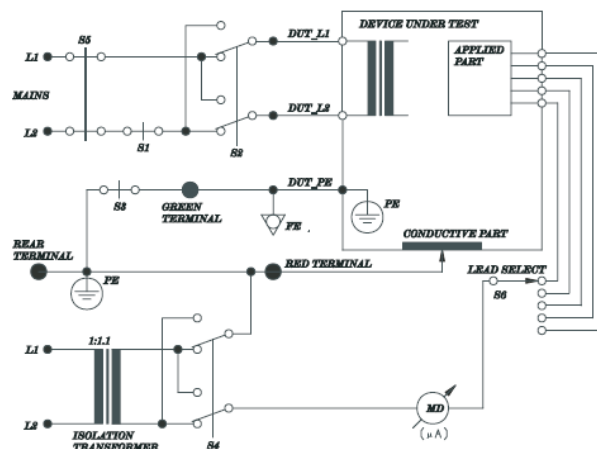 S5
DUT_L1
DEVICE UNDER TEST
L1
APPLIED
PART
MAINS
DUT_L2
L2
S1
S2
DUT_PE
S3
GREEN
TERMINAL
FE
PE
CONDUCTIVE PART
REAR
TERMINAL
RED TERMINAL
LEAD SELECT
PE
S6
1:1.1
L1
L2
MD
(µA)
ISOLATION
TRANSFORMER
S4